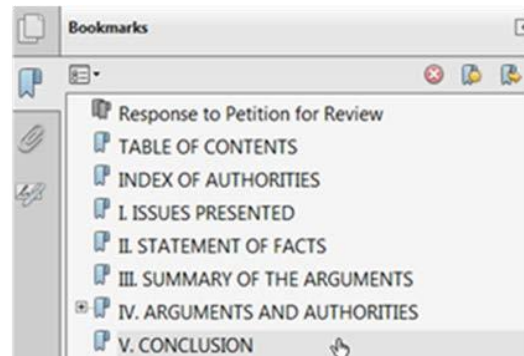 Bookmarks
Response to Petition for Review
TABLE OF CONTENTS
INDEX OF AUTHORITIES
I. ISSUES PRESENTED
II. STATEMENT OF FACTS
III. SUMMARY OF THE ARGUMENTS
IV. ARGUMENTS AND AUTHORITIES
V. CONCLUSION